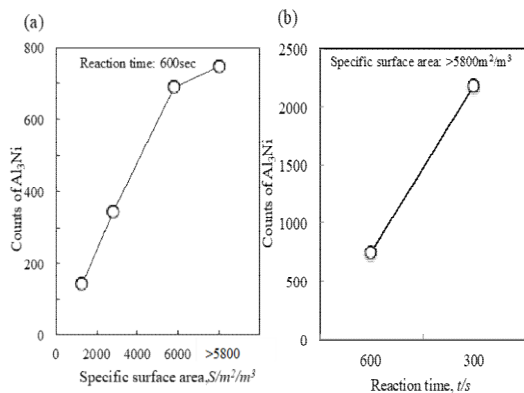 (a)
800
Reaction time: 600sec
600
400
200
0
Counts of Al₃Ni
0 2000 4000 6000 >5800
Specific surface area,S/m²/m³
(b)
2500
Specific surface area: >5800m²/m³
2000
1500
1000
500
0
Counts of Al₃Ni
600 300
Reaction time, t/s